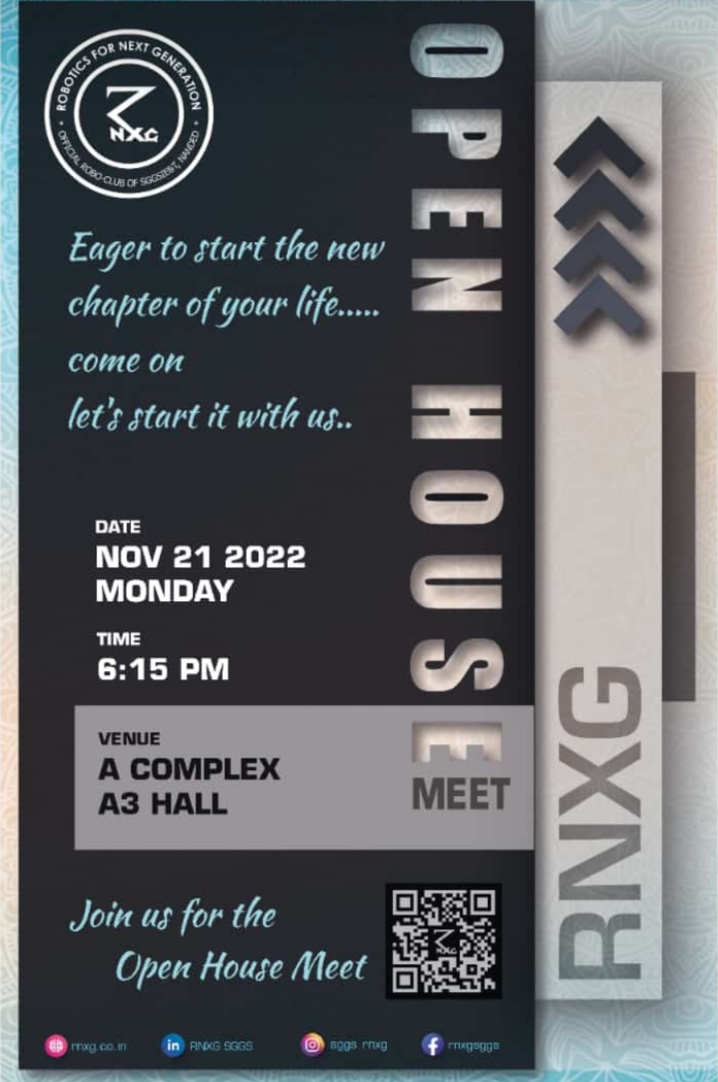 ROBOTICS FOR NEXT GENERATION
NXG
OFFICIAL ROBO-CLUB OF SGGSIE&T, NANDED
OPEN HOUSE
MEET
Eager to start the new
chapter of your life.....
come on
let's start it with us..
DATE
NOV 21 2022
MONDAY
TIME
6:15 PM
VENUE
A COMPLEX
A3 HALL
RNXG
Join us for the
Open House Meet
rnxg.co.in
RNXG SGGS
sggs rnxg
rnxgsggs